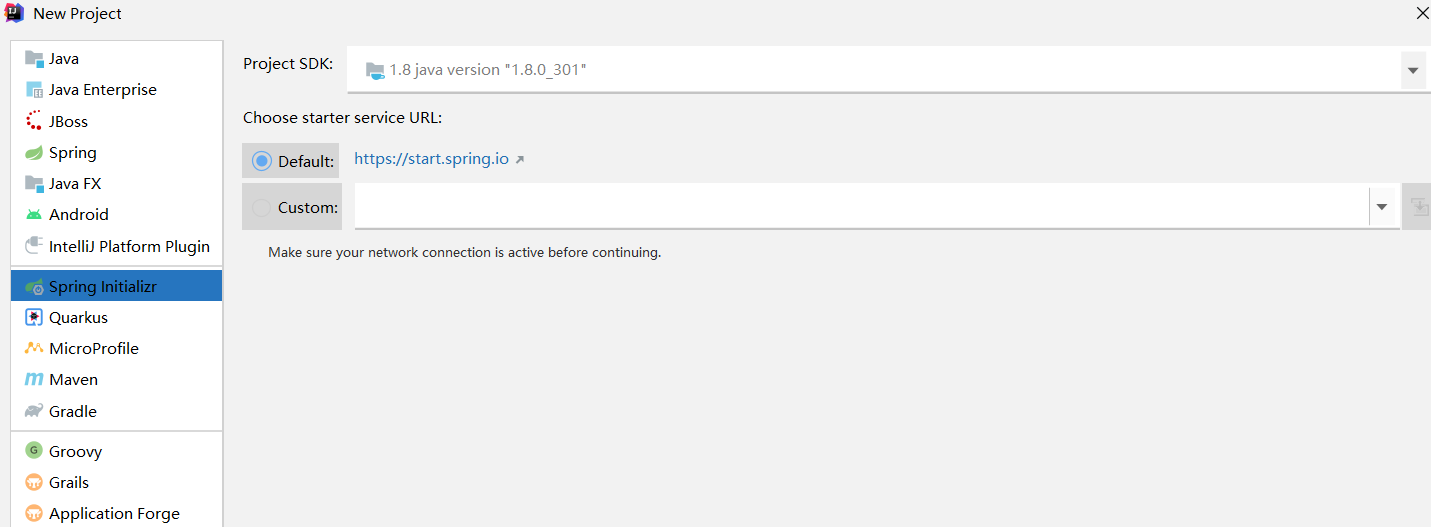 New Project
Java
Java Enterprise
JBoss
Spring
Java FX
Android
IntelliJ Platform Plugin
Spring Initializr
Quarkus
MicroProfile
Maven
Gradle
Groovy
Grails
Application Forge
Project SDK: 1.8 java version "1.8.0_301"
Choose starter service URL:
Default: https://start.spring.io
Custom:
Make sure your network connection is active before continuing.